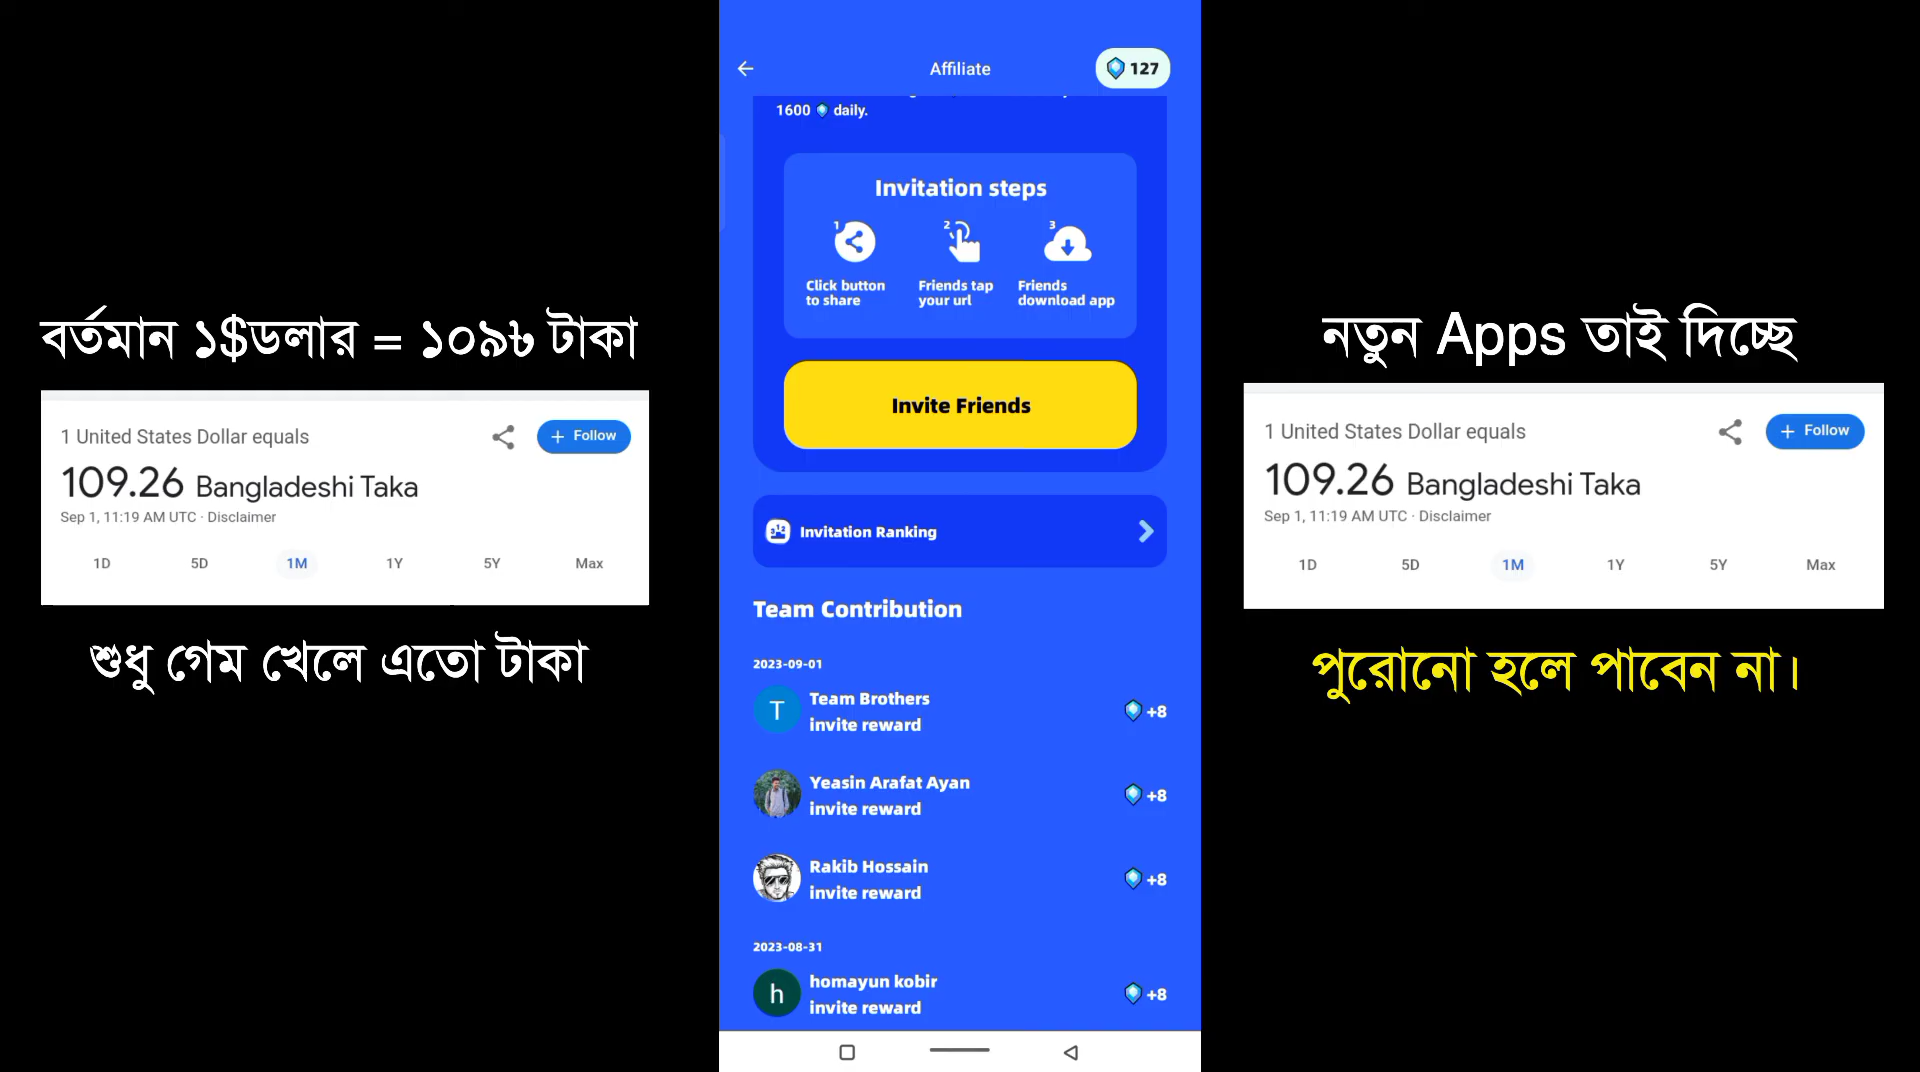 বর্তমান ১$ডলার = ১০৯৳ টাকা
1 United States Dollar equals
Follow
109.26 Bangladeshi Taka
Sep 1, 11:19 AM UTC · Disclaimer
1D 5D 1M 1Y 5Y Max
শুধু গেম খেলে এতো টাকা
Affiliate
127
1600 daily.
Invitation steps
1 2 3
Click button to share
Friends tap your url
Friends download app
Invite Friends
Invitation Ranking
Team Contribution
2023-09-01
Team Brothers
invite reward
+8
Yeasin Arafat Ayan
invite reward
+8
Rakib Hossain
invite reward
+8
2023-08-31
T
h
homayun kobir
invite reward
+8
নতুন Apps তাই দিচ্ছে
1 United States Dollar equals
Follow
109.26 Bangladeshi Taka
Sep 1, 11:19 AM UTC · Disclaimer
1D 5D 1M 1Y 5Y Max
পুরোনো হলে পাবেন না।